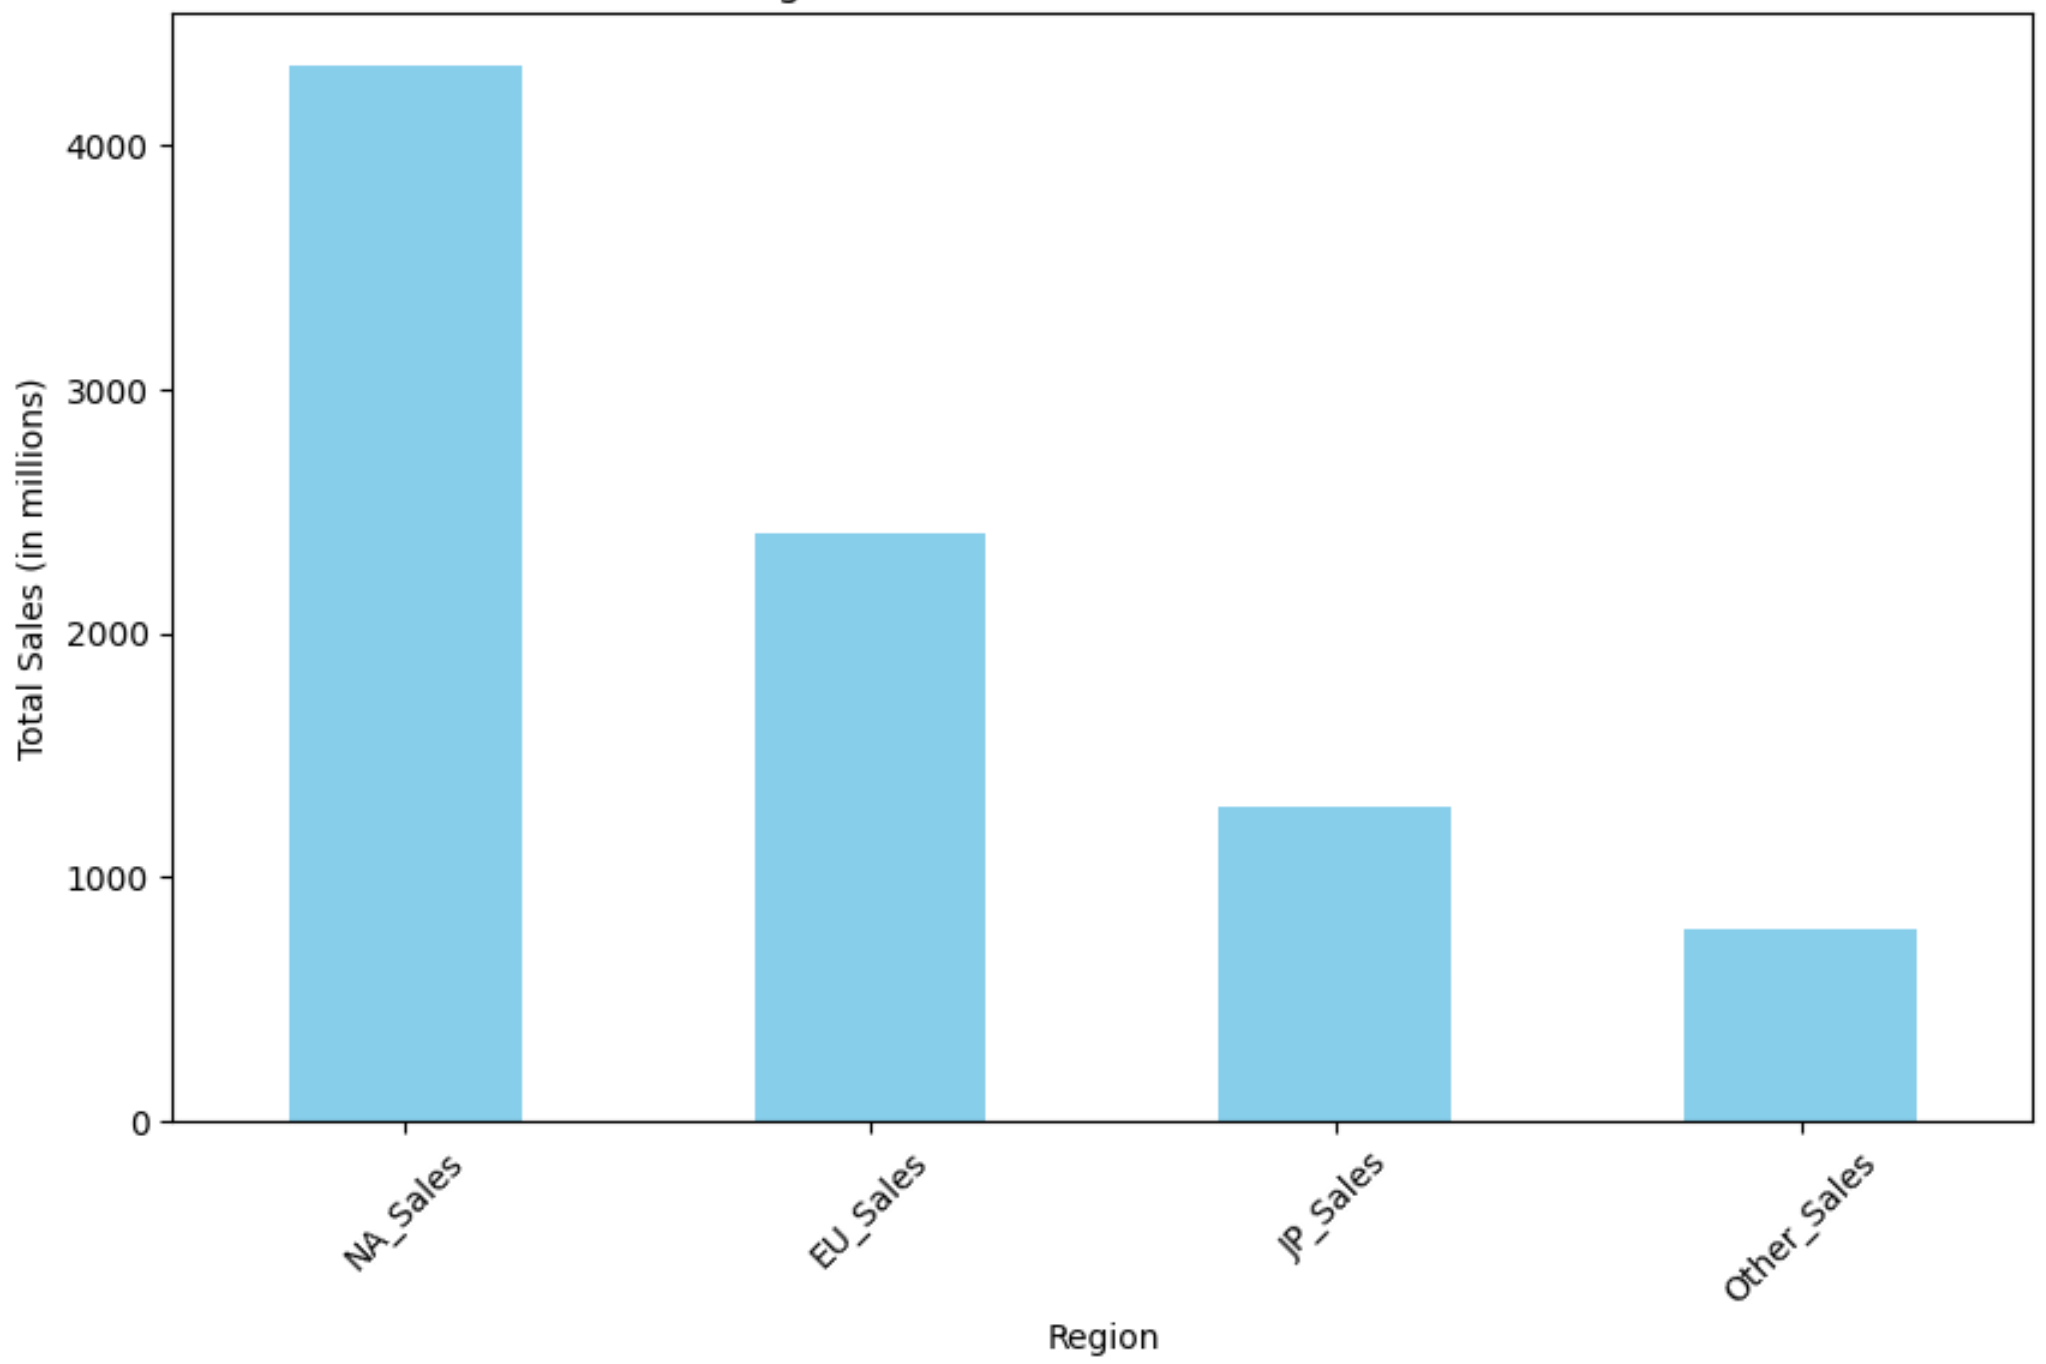 Total Sales (in millions)
4000
3000
2000
1000
0
NA_Sales
EU_Sales
JP_Sales
Other_Sales
Region